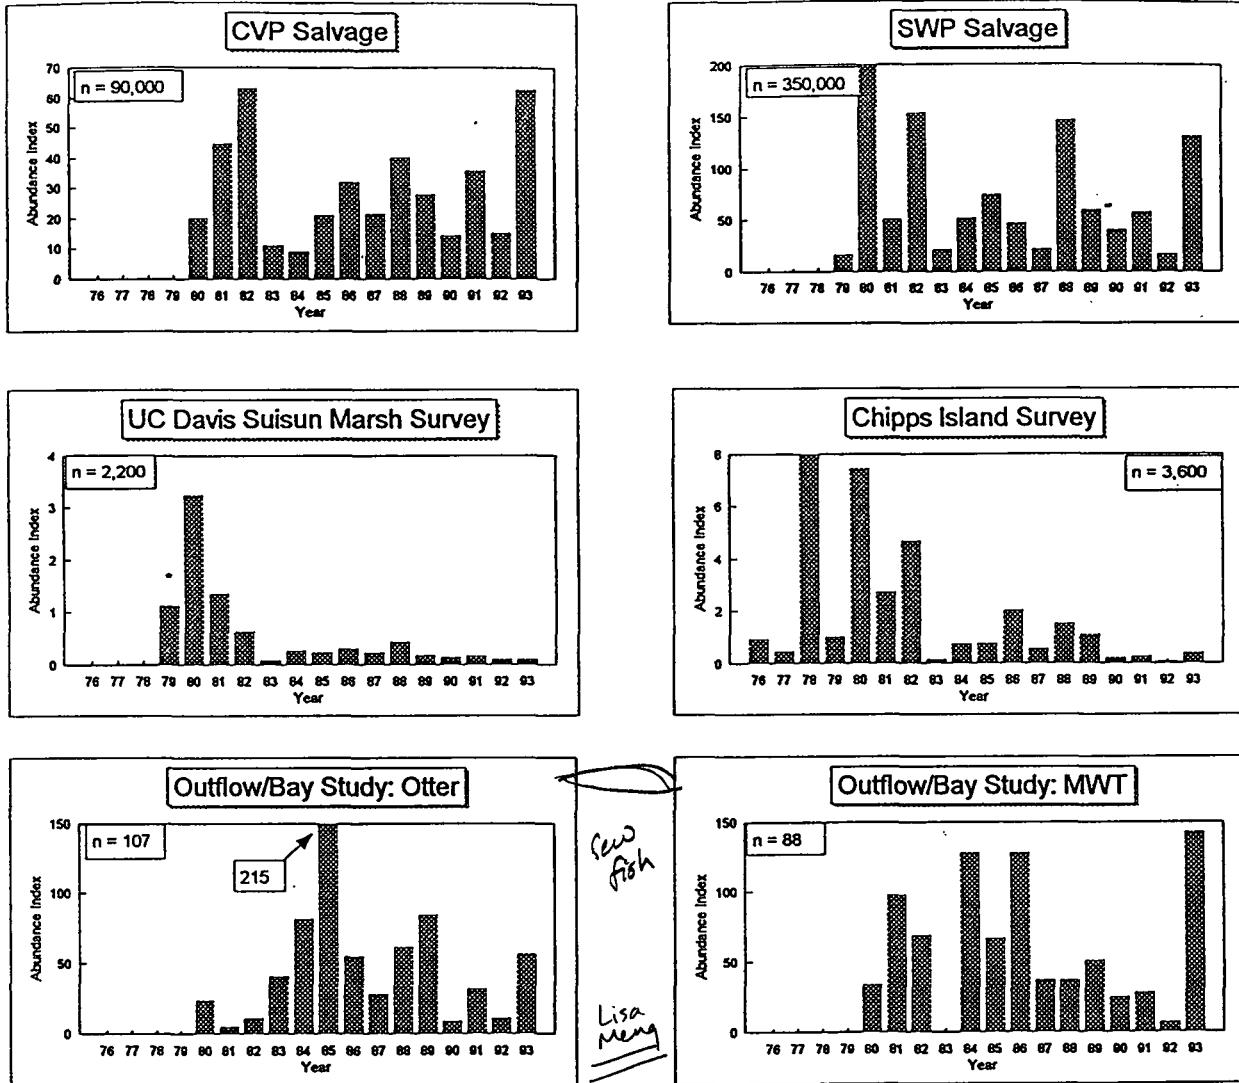 CVP Salvage
n = 90,000
Abundance Index
70
60
50
40
30
20
10
0
76 77 78 79 80 81 82 83 84 85 86 87 88 89 90 91 92 93
Year
SWP Salvage
n = 350,000
Abundance Index
200
150
100
50
0
76 77 78 79 80 81 82 83 84 85 86 87 88 89 90 91 92 93
Year
UC Davis Suisun Marsh Survey
n = 2,200
Abundance Index
4
3
2
1
0
76 77 78 79 80 81 82 83 84 85 86 87 88 89 90 91 92 93
Year
Chipps Island Survey
n = 3,600
Abundance Index
8
6
4
2
0
76 77 78 79 80 81 82 83 84 85 86 87 88 89 90 91 92 93
Year
Outflow/Bay Study: Otter
n = 107
215
Abundance Index
150
100
50
0
76 77 78 79 80 81 82 83 84 85 86 87 88 89 90 91 92 93
Year
few
fish
Lisa
Meng
Outflow/Bay Study: MWT
n = 88
Abundance Index
150
100
50
0
76 77 78 79 80 81 82 83 84 85 86 87 88 89 90 91 92 93
Year